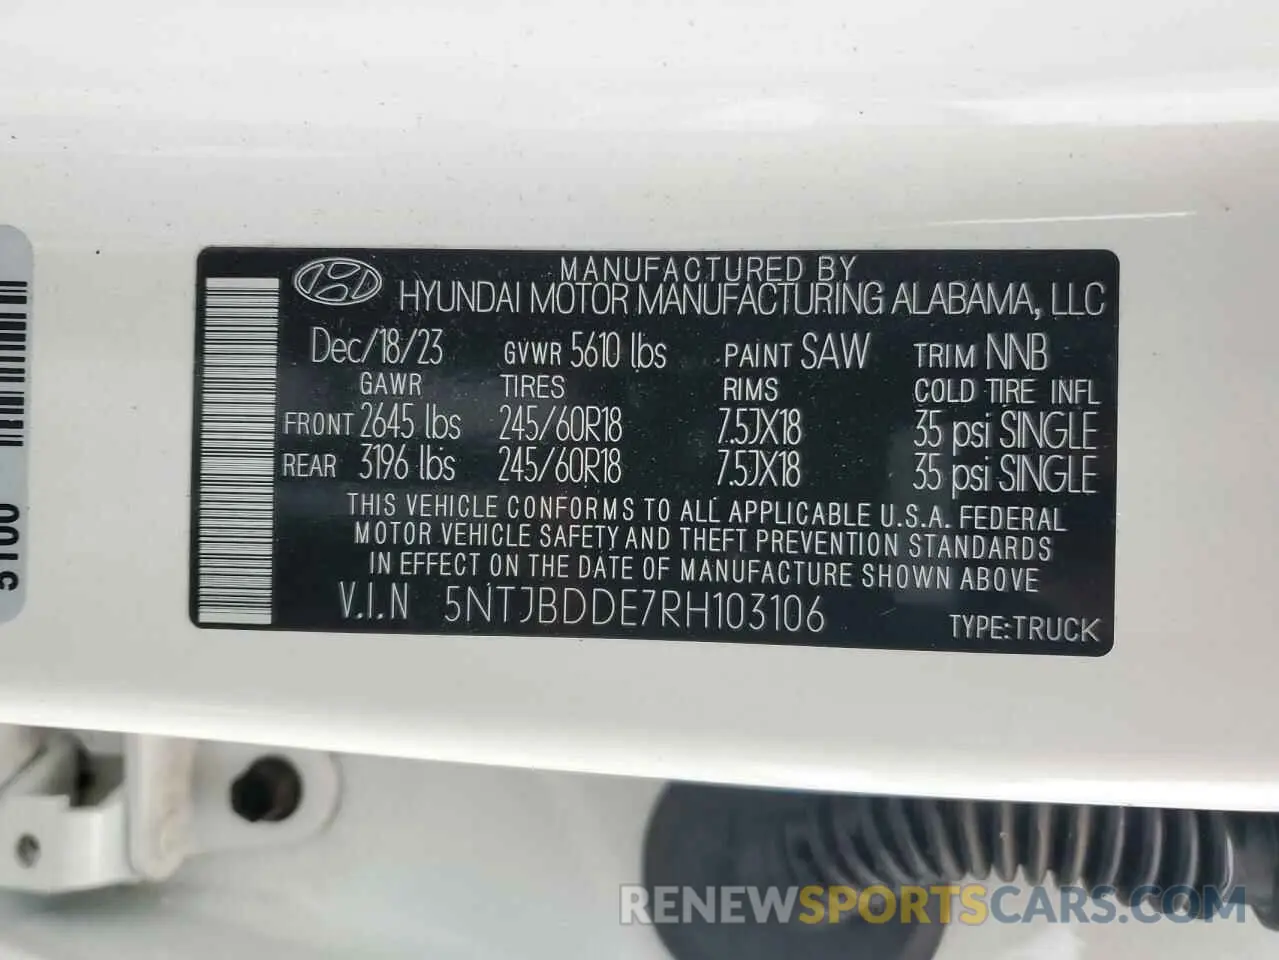 MANUFACTURED BY
HYUNDAI MOTOR MANUFACTURING ALABAMA, LLC
Dec/18/23 GVWR 5610 lbs PAINT SAW TRIM NNB
GAWR TIRES RIMS COLD TIRE INFL
FRONT 2645 lbs 245/60R18 7.5JX18 35 psi SINGLE
REAR 3196 lbs 245/60R18 7.5JX18 35 psi SINGLE
THIS VEHICLE CONFORMS TO ALL APPLICABLE U.S.A. FEDERAL
MOTOR VEHICLE SAFETY AND THEFT PREVENTION STANDARDS
IN EFFECT ON THE DATE OF MANUFACTURE SHOWN ABOVE
V.I.N 5NTJBDDE7RH103106 TYPE:TRUCK
RENEWSPORTSCARS.COM